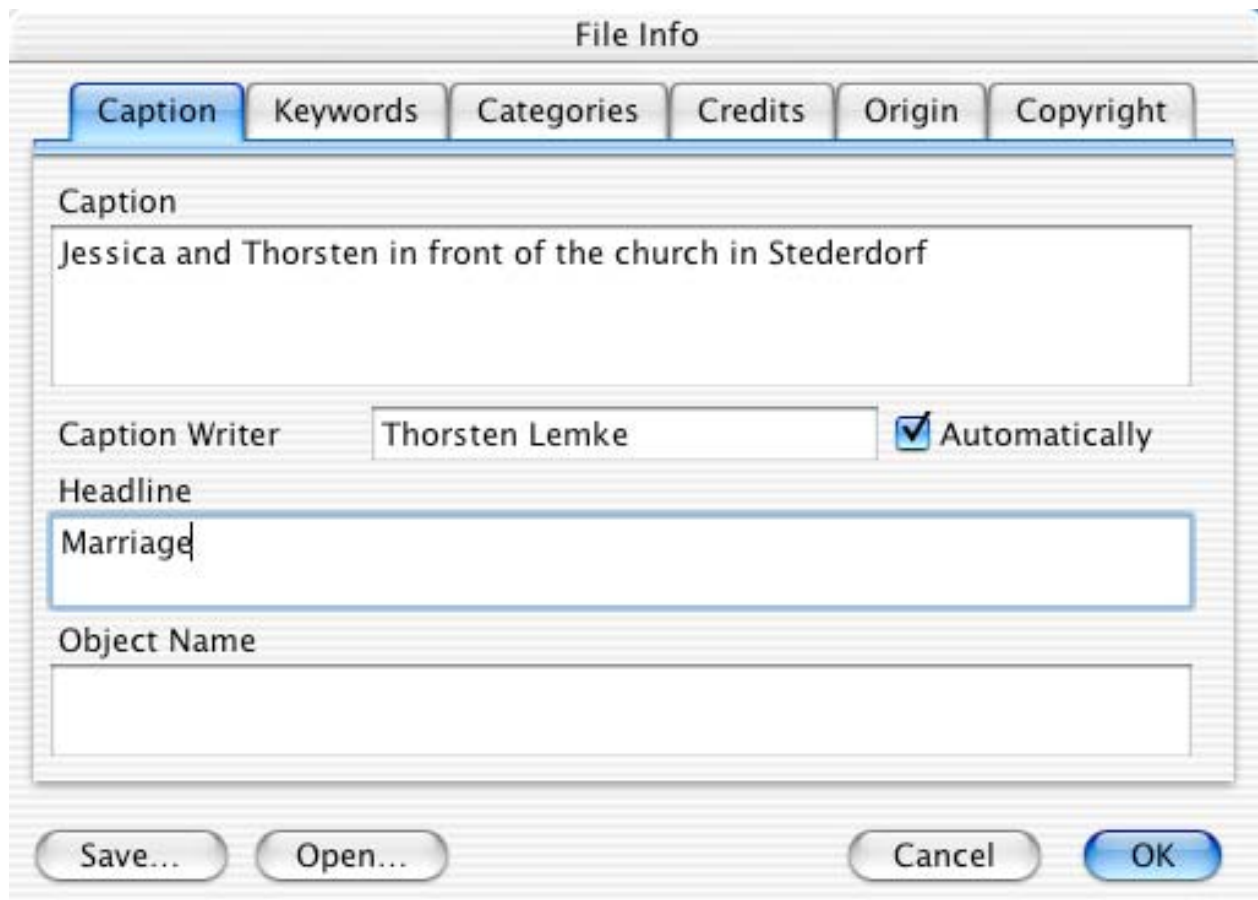 File Info
Caption Keywords Categories Credits Origin Copyright
Caption
Jessica and Thorsten in front of the church in Stederdorf
Caption Writer Thorsten Lemke Automatically
Headline
Marriage
Object Name
Save... Open... Cancel OK